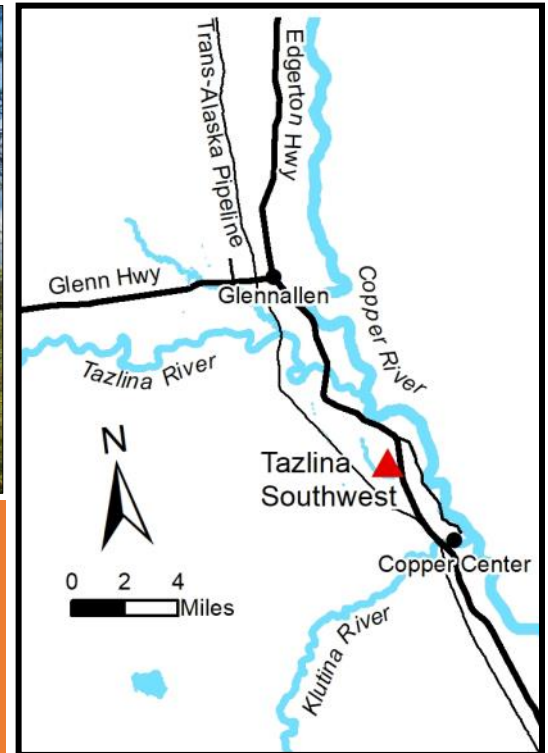 Trans-Alaska Pipeline
Edgerton Hwy
Glenn Hwy
Glennallen
Copper River
Tazlina River
N
Tazlina
Southwest
Copper Center
0 2 4
Miles
Klutina River